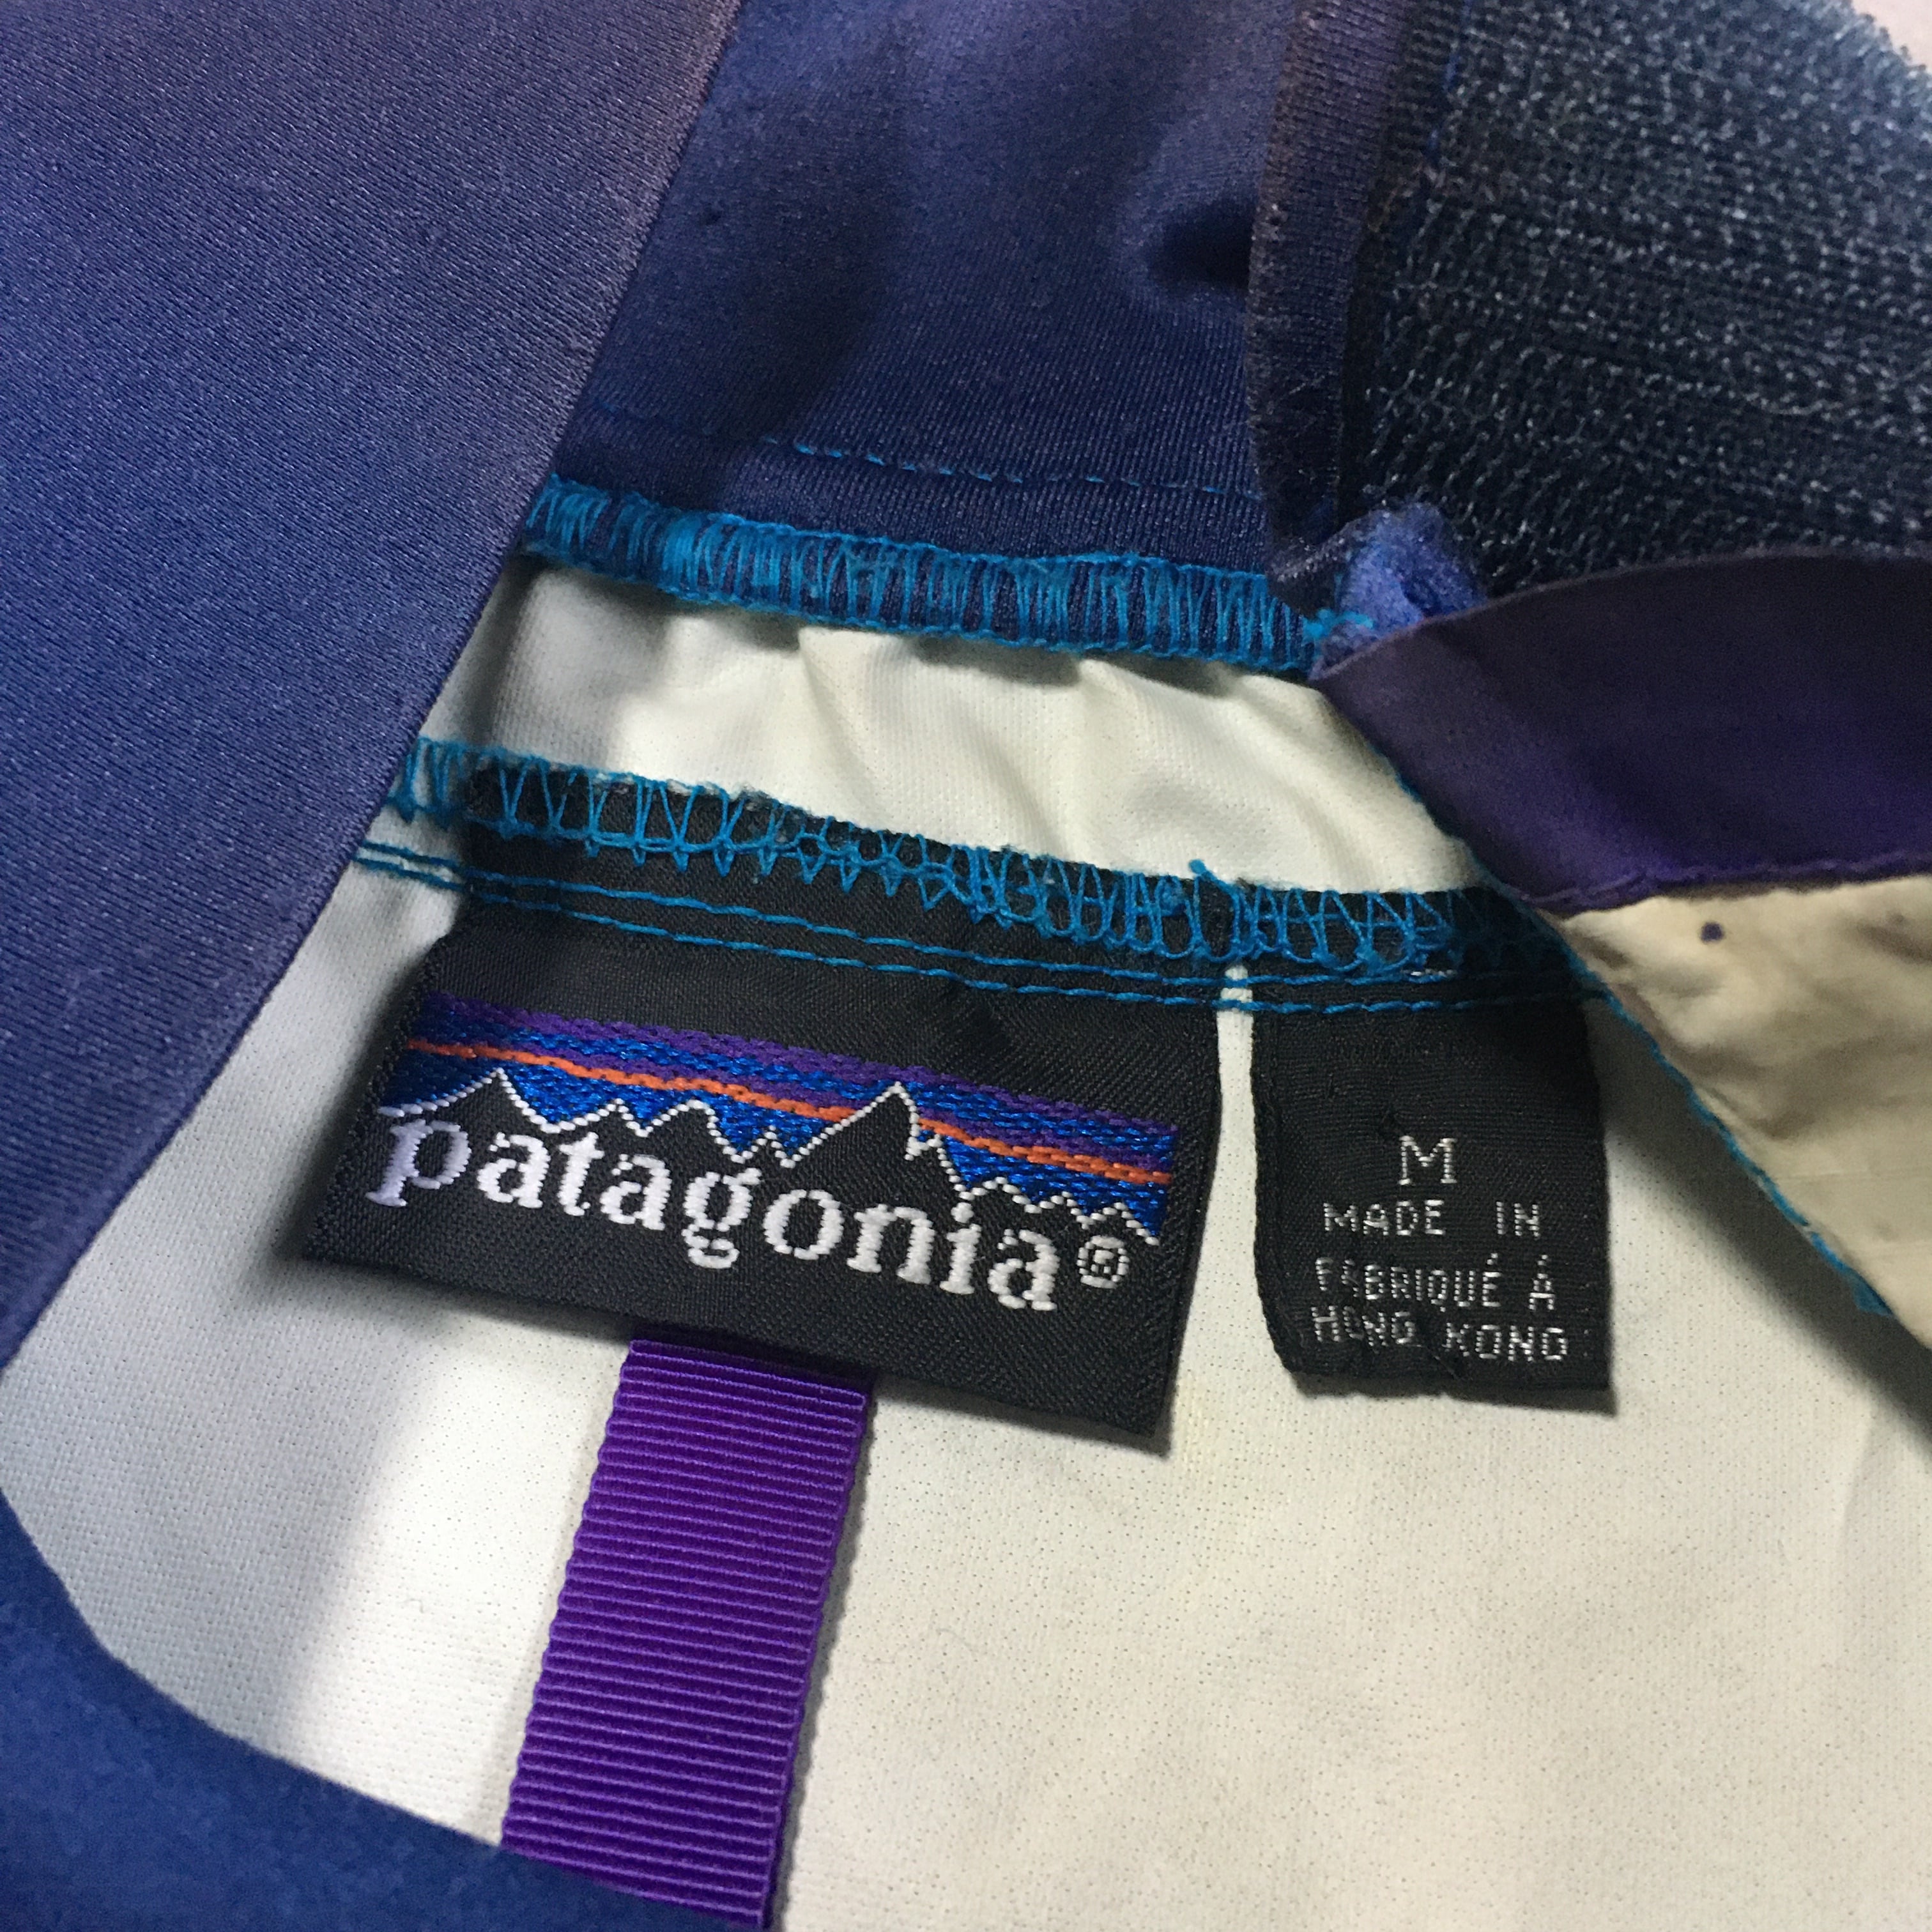 patagonia®
M
MADE IN
FABRIQUÉ À
HONG KONG